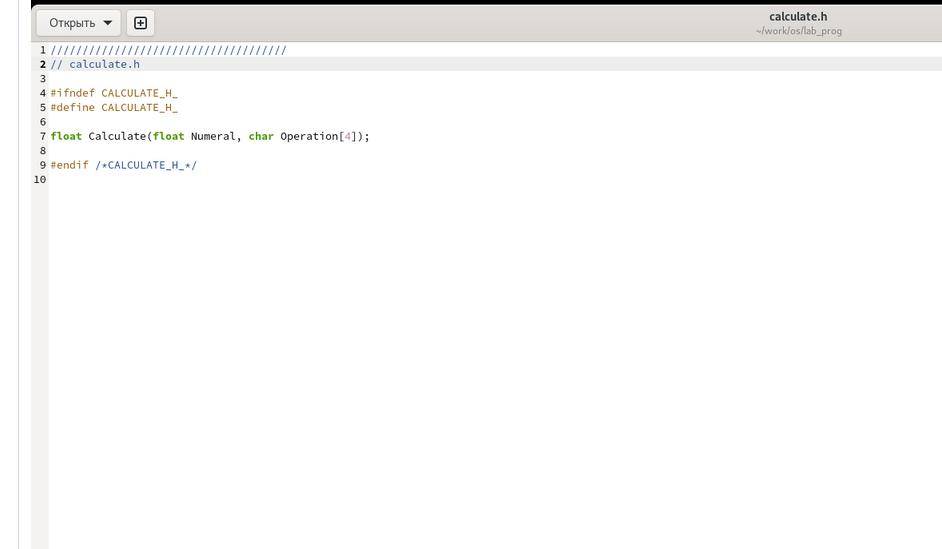 Открыть
calculate.h
~/work/os/lab_prog
1 /////////////////////////////////////
2 // calculate.h
3
4 #ifndef CALCULATE_H_
5 #define CALCULATE_H_
6
7 float Calculate(float Numeral, char Operation[4]);
8
9 #endif /*CALCULATE_H_*/
10